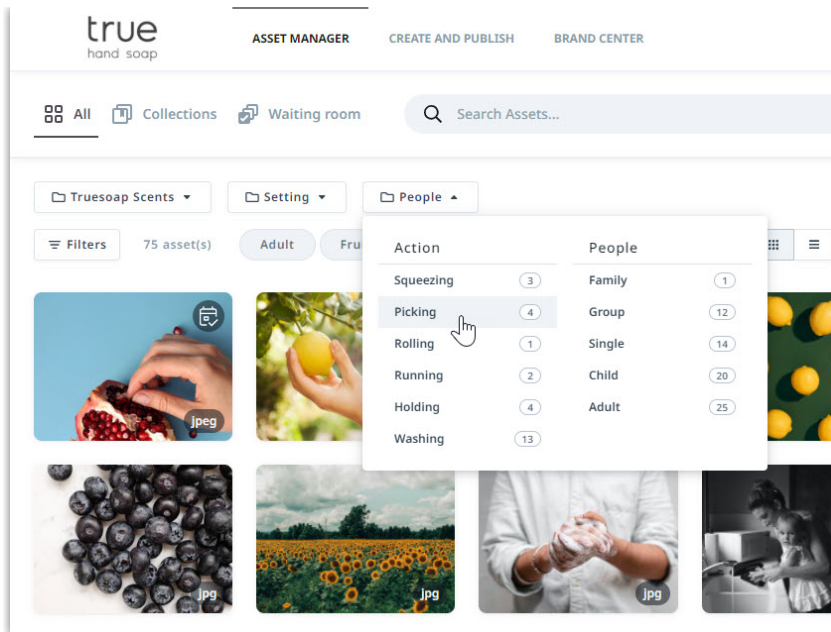 true
hand soap
ASSET MANAGER CREATE AND PUBLISH BRAND CENTER
All Collections Waiting room Search Assets...
Truesoap Scents Setting People
Filters 75 asset(s) Adult
Action People
Squeezing 3 Family 1
Picking 4 Group 12
Rolling 1 Single 14
Running 2 Child 20
Holding 4 Adult 25
Washing 13
jpeg
jpg jpg jpg